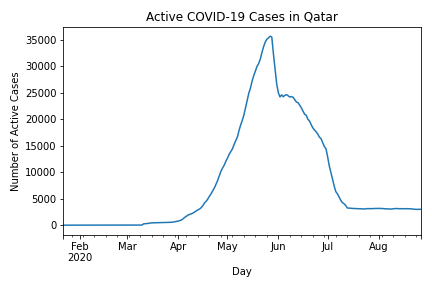 Active COVID-19 Cases in Qatar
35000
30000
25000
20000
15000
10000
5000
0
Number of Active Cases
Feb Mar Apr May Jun Jul Aug
2020
Day